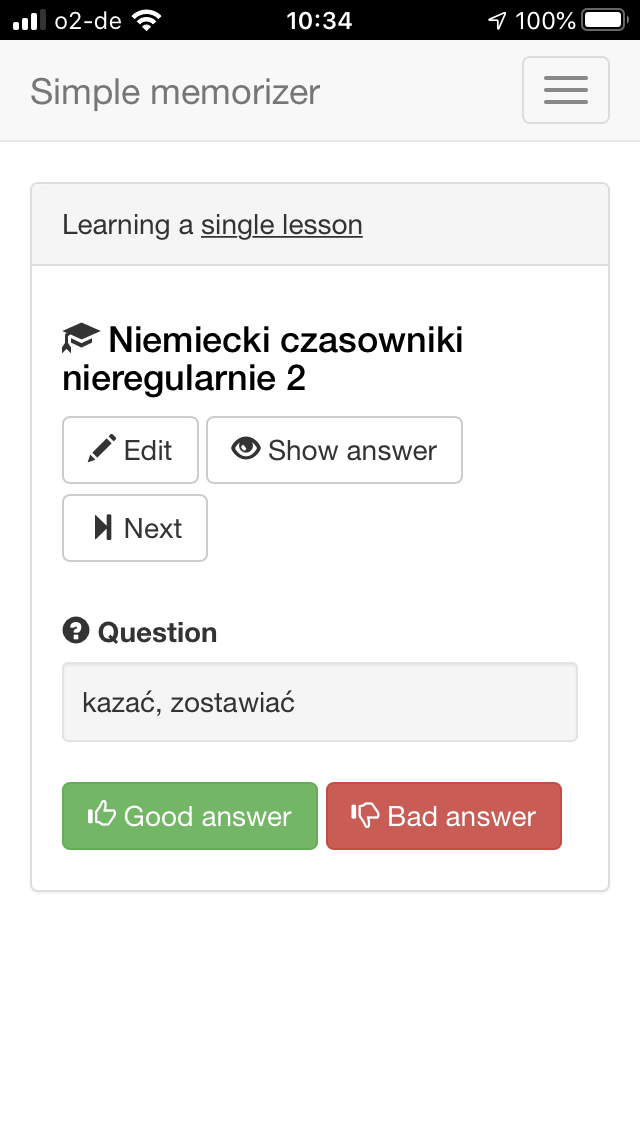 o2-de 10:34 100%
Simple memorizer
Learning a single lesson
Niemiecki czasowniki
nieregularnie 2
Edit Show answer
Next
Question
kazać, zostawiać
Good answer Bad answer